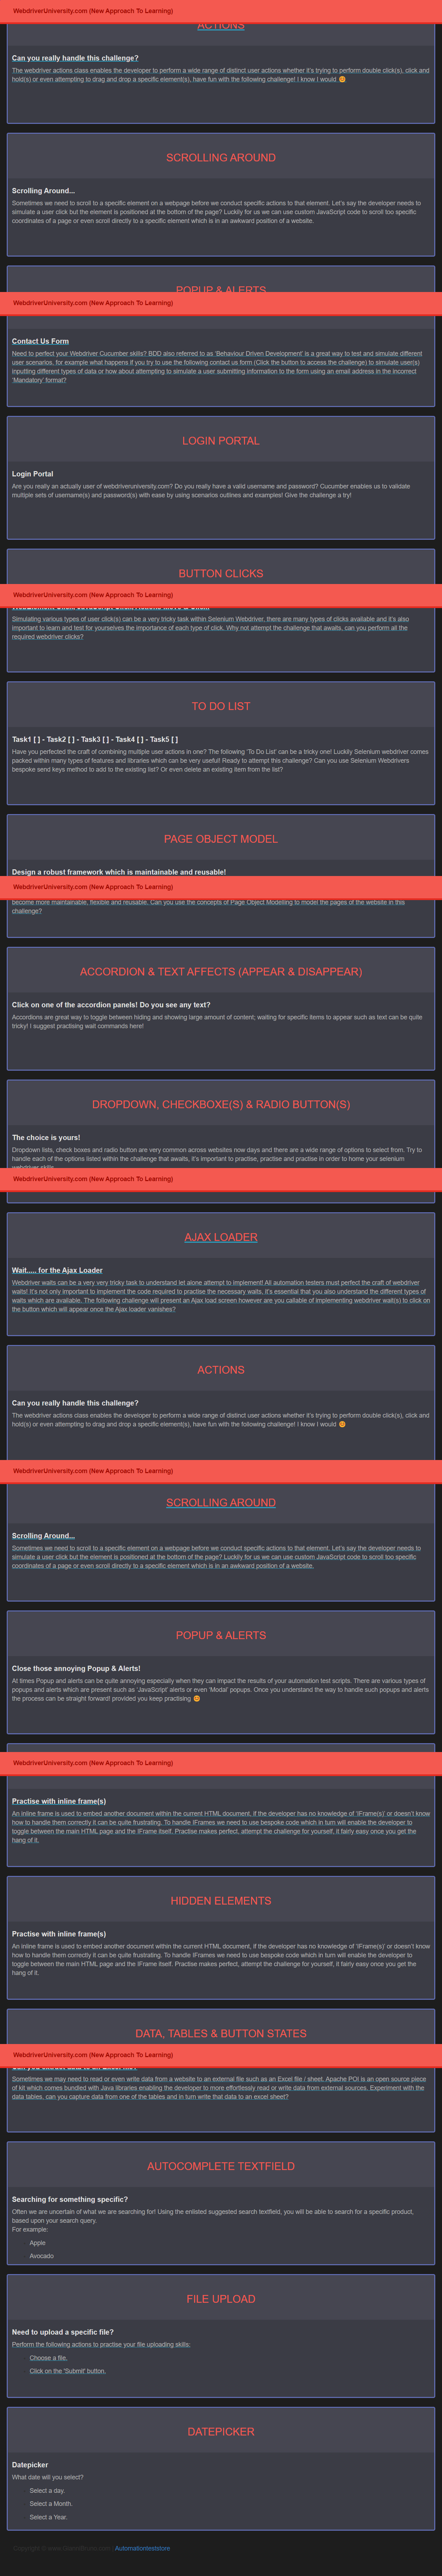 WebdriverUniversity.com (New Approach To Learning)
ACTIONS
Can you really handle this challenge?
The webdriver actions class enables the developer to perform a wide range of distinct user actions whether it's trying to perform double click(s), click and
hold(s) or even attempting to drag and drop a specific element(s), have fun with the following challenge! I know I would 😊
SCROLLING AROUND
Scrolling Around...
Sometimes we need to scroll to a specific element on a webpage before we conduct specific actions to that element. Let's say the developer needs to
simulate a user click but the element is positioned at the bottom of the page? Luckily for us we can use custom JavaScript code to scroll too specific
coordinates of a page or even scroll directly to a specific element which is in an awkward position of a website.
POPUP & ALERTS
WebdriverUniversity.com (New Approach To Learning)
Contact Us Form
Need to perfect your Webdriver Cucumber skills? BDD also referred to as 'Behaviour Driven Development' is a great way to test and simulate different
user scenarios, for example what happens if you try to use the following contact us form (Click the button to access the challenge) to simulate user(s)
inputting different types of data or how about attempting to simulate a user submitting information to the form using an email address in the incorrect
'Mandatory' format?
LOGIN PORTAL
Login Portal
Are you really an actually user of webdriveruniversity.com? Do you really have a valid username and password? Cucumber enables us to validate
multiple sets of username(s) and password(s) with ease by using scenarios outlines and examples! Give the challenge a try!
BUTTON CLICKS
WebdriverUniversity.com (New Approach To Learning)
Simulating various types of user click(s) can be a very tricky task within Selenium Webdriver, there are many types of clicks available and it's also
important to learn and test for yourselves the importance of each type of click. Why not attempt the challenge that awaits, can you perform all the
required webdriver clicks?
TO DO LIST
Task1 [ ] - Task2 [ ] - Task3 [ ] - Task4 [ ] - Task5 [ ]
Have you perfected the craft of combining multiple user actions in one? The following 'To Do List' can be a tricky one! Luckily Selenium webdriver comes
packed within many types of features and libraries which can be very useful! Ready to attempt this challenge? Can you use Selenium Webdrivers
bespoke send keys method to add to the existing list? Or even delete an existing item from the list?
PAGE OBJECT MODEL
Design a robust framework which is maintainable and reusable!
WebdriverUniversity.com (New Approach To Learning)
become more maintainable, flexible and reusable. Can you use the concepts of Page Object Modelling to model the pages of the website in this
challenge?
ACCORDION & TEXT AFFECTS (APPEAR & DISAPPEAR)
Click on one of the accordion panels! Do you see any text?
Accordions are great way to toggle between hiding and showing large amount of content; waiting for specific items to appear such as text can be quite
tricky! I suggest practising wait commands here!
DROPDOWN, CHECKBOXE(S) & RADIO BUTTON(S)
The choice is yours!
Dropdown lists, check boxes and radio button are very common across websites now days and there are a wide range of options to select from. Try to
handle each of the options listed within the challenge that awaits, it's important to practise, practise and practise in order to home your selenium
webdriver skills.
WebdriverUniversity.com (New Approach To Learning)
AJAX LOADER
Wait..... for the Ajax Loader
Webdriver waits can be a very very tricky task to understand let alone attempt to implement! All automation testers must perfect the craft of webdriver
waits! It's not only important to implement the code required to practise the necessary waits, it's essential that you also understand the different types of
waits which are available. The following challenge will present an Ajax load screen however are you callable of implementing webdriver wait(s) to click on
the button which will appear once the Ajax loader vanishes?
ACTIONS
Can you really handle this challenge?
The webdriver actions class enables the developer to perform a wide range of distinct user actions whether it's trying to perform double click(s), click and
hold(s) or even attempting to drag and drop a specific element(s), have fun with the following challenge! I know I would 😊
WebdriverUniversity.com (New Approach To Learning)
SCROLLING AROUND
Scrolling Around...
Sometimes we need to scroll to a specific element on a webpage before we conduct specific actions to that element. Let's say the developer needs to
simulate a user click but the element is positioned at the bottom of the page? Luckily for us we can use custom JavaScript code to scroll too specific
coordinates of a page or even scroll directly to a specific element which is in an awkward position of a website.
POPUP & ALERTS
Close those annoying Popup & Alerts!
At times Popup and alerts can be quite annoying especially when they can impact the results of your automation test scripts. There are various types of
popups and alerts which are present such as 'JavaScript' alerts or even 'Modal' popups. Once you understand the way to handle such popups and alerts
the process can be straight forward! provided you keep practising 😊
WebdriverUniversity.com (New Approach To Learning)
Practise with inline frame(s)
An inline frame is used to embed another document within the current HTML document, if the developer has no knowledge of 'IFrame(s)' or doesn't know
how to handle them correctly it can be quite frustrating. To handle IFrames we need to use bespoke code which in turn will enable the developer to
toggle between the main HTML page and the IFrame itself. Practise makes perfect, attempt the challenge for yourself, it fairly easy once you get the
hang of it.
HIDDEN ELEMENTS
Practise with inline frame(s)
An inline frame is used to embed another document within the current HTML document, if the developer has no knowledge of 'IFrame(s)' or doesn't know
how to handle them correctly it can be quite frustrating. To handle IFrames we need to use bespoke code which in turn will enable the developer to
toggle between the main HTML page and the IFrame itself. Practise makes perfect, attempt the challenge for yourself, it fairly easy once you get the
hang of it.
DATA, TABLES & BUTTON STATES
WebdriverUniversity.com (New Approach To Learning)
Sometimes we may need to read or even write data from a website to an external file such as an Excel file / sheet. Apache POI is an open source piece
of kit which comes bundled with Java libraries enabling the developer to more effortlessly read or write data from external sources. Experiment with the
data tables, can you capture data from one of the tables and in turn write that data to an excel sheet?
AUTOCOMPLETE TEXTFIELD
Searching for something specific?
Often we are uncertain of what we are searching for! Using the enlisted suggested search textfield, you will be able to search for a specific product,
based upon your search query.
For example:
Apple
Avocado
FILE UPLOAD
Need to upload a specific file?
Perform the following actions to practise your file uploading skills:
Choose a file.
Click on the 'Submit' button.
DATEPICKER
Datepicker
What date will you select?
Select a day.
Select a Month.
Select a Year.
Automationteststore